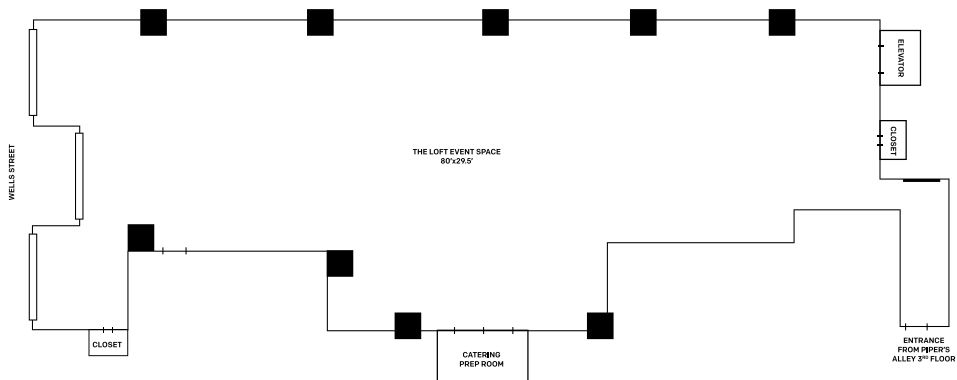 ELEVATOR
CLOSET
THE LOFT EVENT SPACE
80'x29.5'
WELLS STREET
CLOSET
CATERING
PREP ROOM
ENTRANCE
FROM PIPER'S
ALLEY 3RD FLOOR